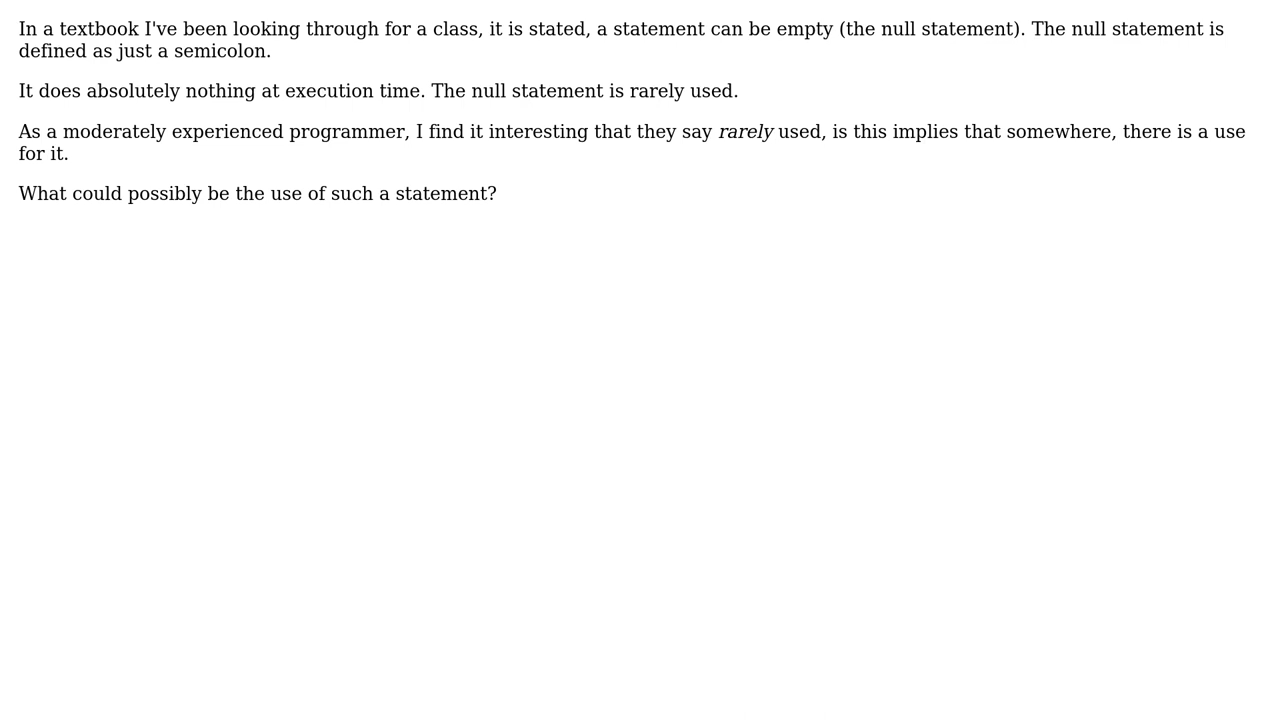 In a textbook I've been looking through for a class, it is stated, a statement can be empty (the null statement). The null statement is
defined as just a semicolon.
It does absolutely nothing at execution time. The null statement is rarely used.
As a moderately experienced programmer, I find it interesting that they say rarely used, is this implies that somewhere, there is a use
for it.
What could possibly be the use of such a statement?